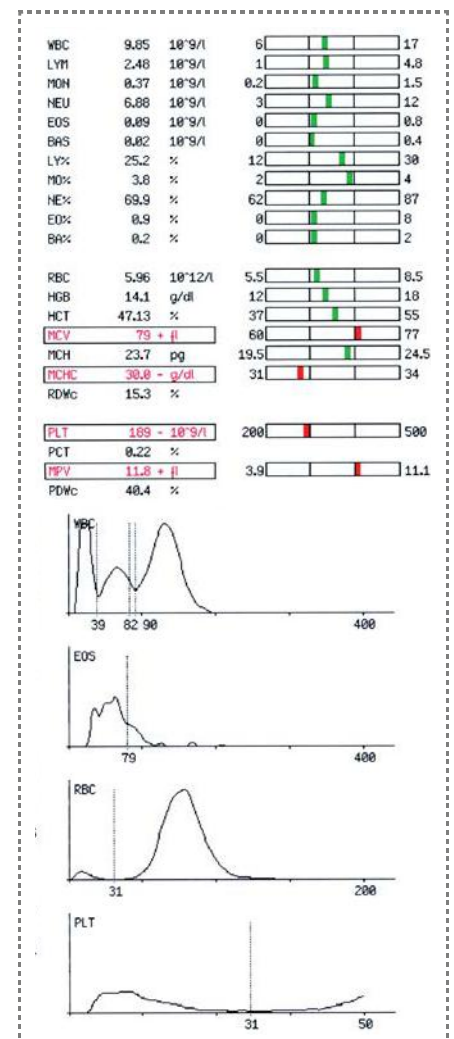 WBC 9.85 10^9/l 6 17
LYM 2.48 10^9/l 1 4.8
MON 0.37 10^9/l 0.2 1.5
NEU 6.88 10^9/l 3 12
EOS 0.09 10^9/l 0 0.8
BAS 0.02 10^9/l 0 0.4
LY% 25.2 % 12 30
MO% 3.8 % 2 4
NE% 69.9 % 62 87
EO% 0.9 % 0 8
BA% 0.2 % 0 2
RBC 5.96 10^12/l 5.5 8.5
HGB 14.1 g/dl 12 18
HCT 47.13 % 37 55
MCV 79 + fl 60 77
MCH 23.7 pg 19.5 24.5
MCHC 30.0 - g/dl 31 34
RDWc 15.3 %
PLT 189 - 10^9/l 200 500
PCT 0.22 %
MPV 11.8 + fl 3.9 11.1
PDWc 40.4 %
WBC
39 82 90 400
EOS
79 400
RBC
31 200
PLT
31 50